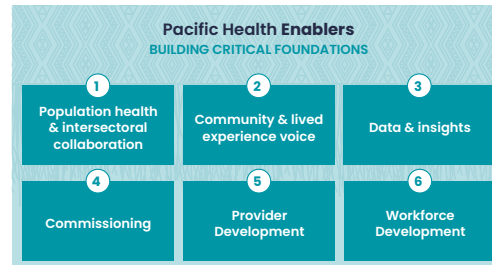 Pacific Health Enablers
BUILDING CRITICAL FOUNDATIONS
1
Population health
& intersectoral
collaboration
2
Community & lived
experience voice
3
Data & insights
4
Commissioning
5
Provider
Development
6
Workforce
Development